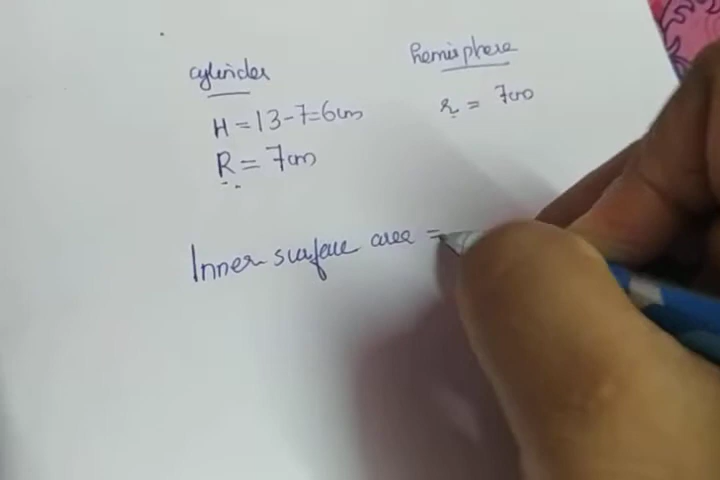 cylinder
H = 13-7=6cm
R = 7cm
hemisphere
r = 7cm
Inner surface area =